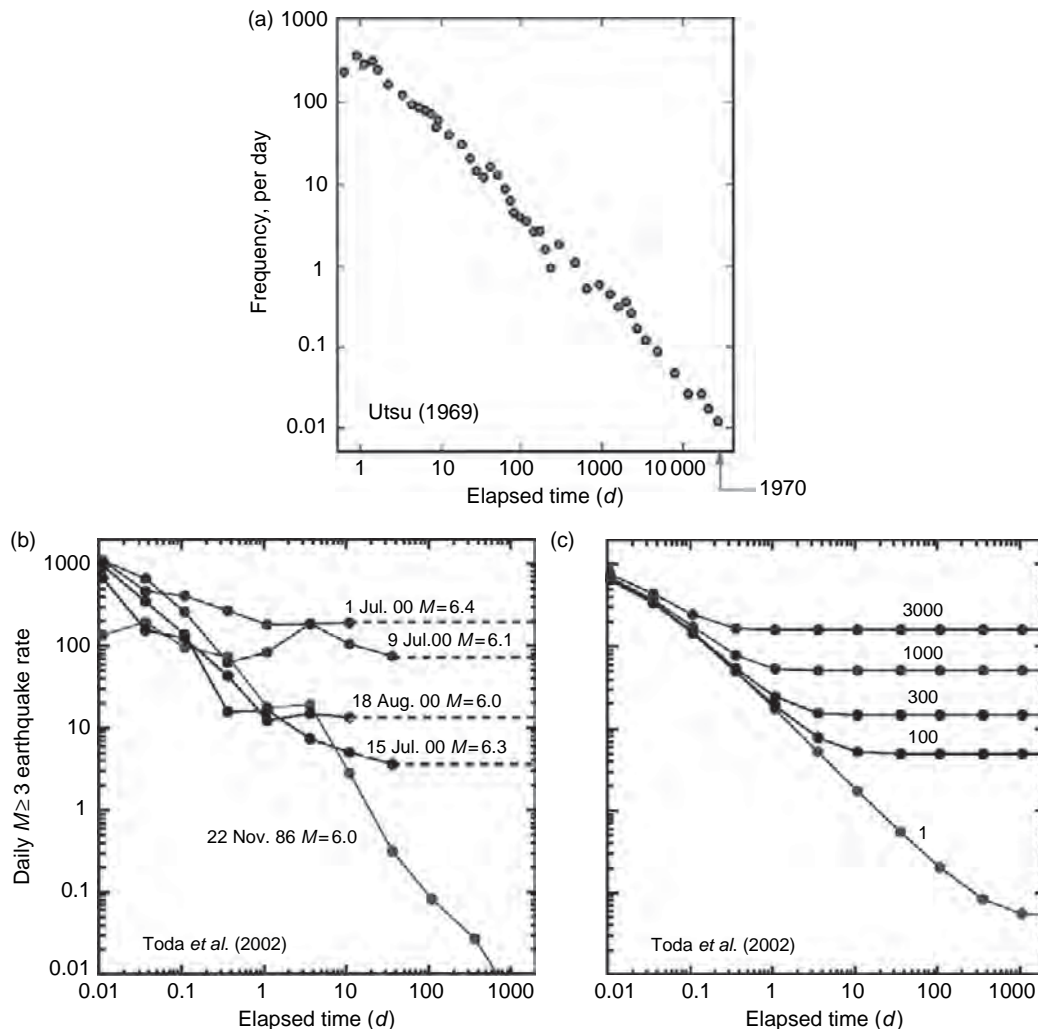 (a)
1000
100
10
1
0.1
0.01
Frequency, per day
Utsu (1969)
1 10 100 1000 10 000
Elapsed time (d)
1970
(b)
1000
100
10
1
0.1
0.01
Daily M ≥ 3 earthquake rate
1 Jul. 00 M = 6.4
9 Jul.00 M = 6.1
18 Aug. 00 M = 6.0
15 Jul. 00 M = 6.3
22 Nov. 86 M = 6.0
Toda et al. (2002)
0.01 0.1 1 10 100 1000
Elapsed time (d)
(c)
3000
1000
300
100
1
Toda et al. (2002)
0.01 0.1 1 10 100 1000
Elapsed time (d)